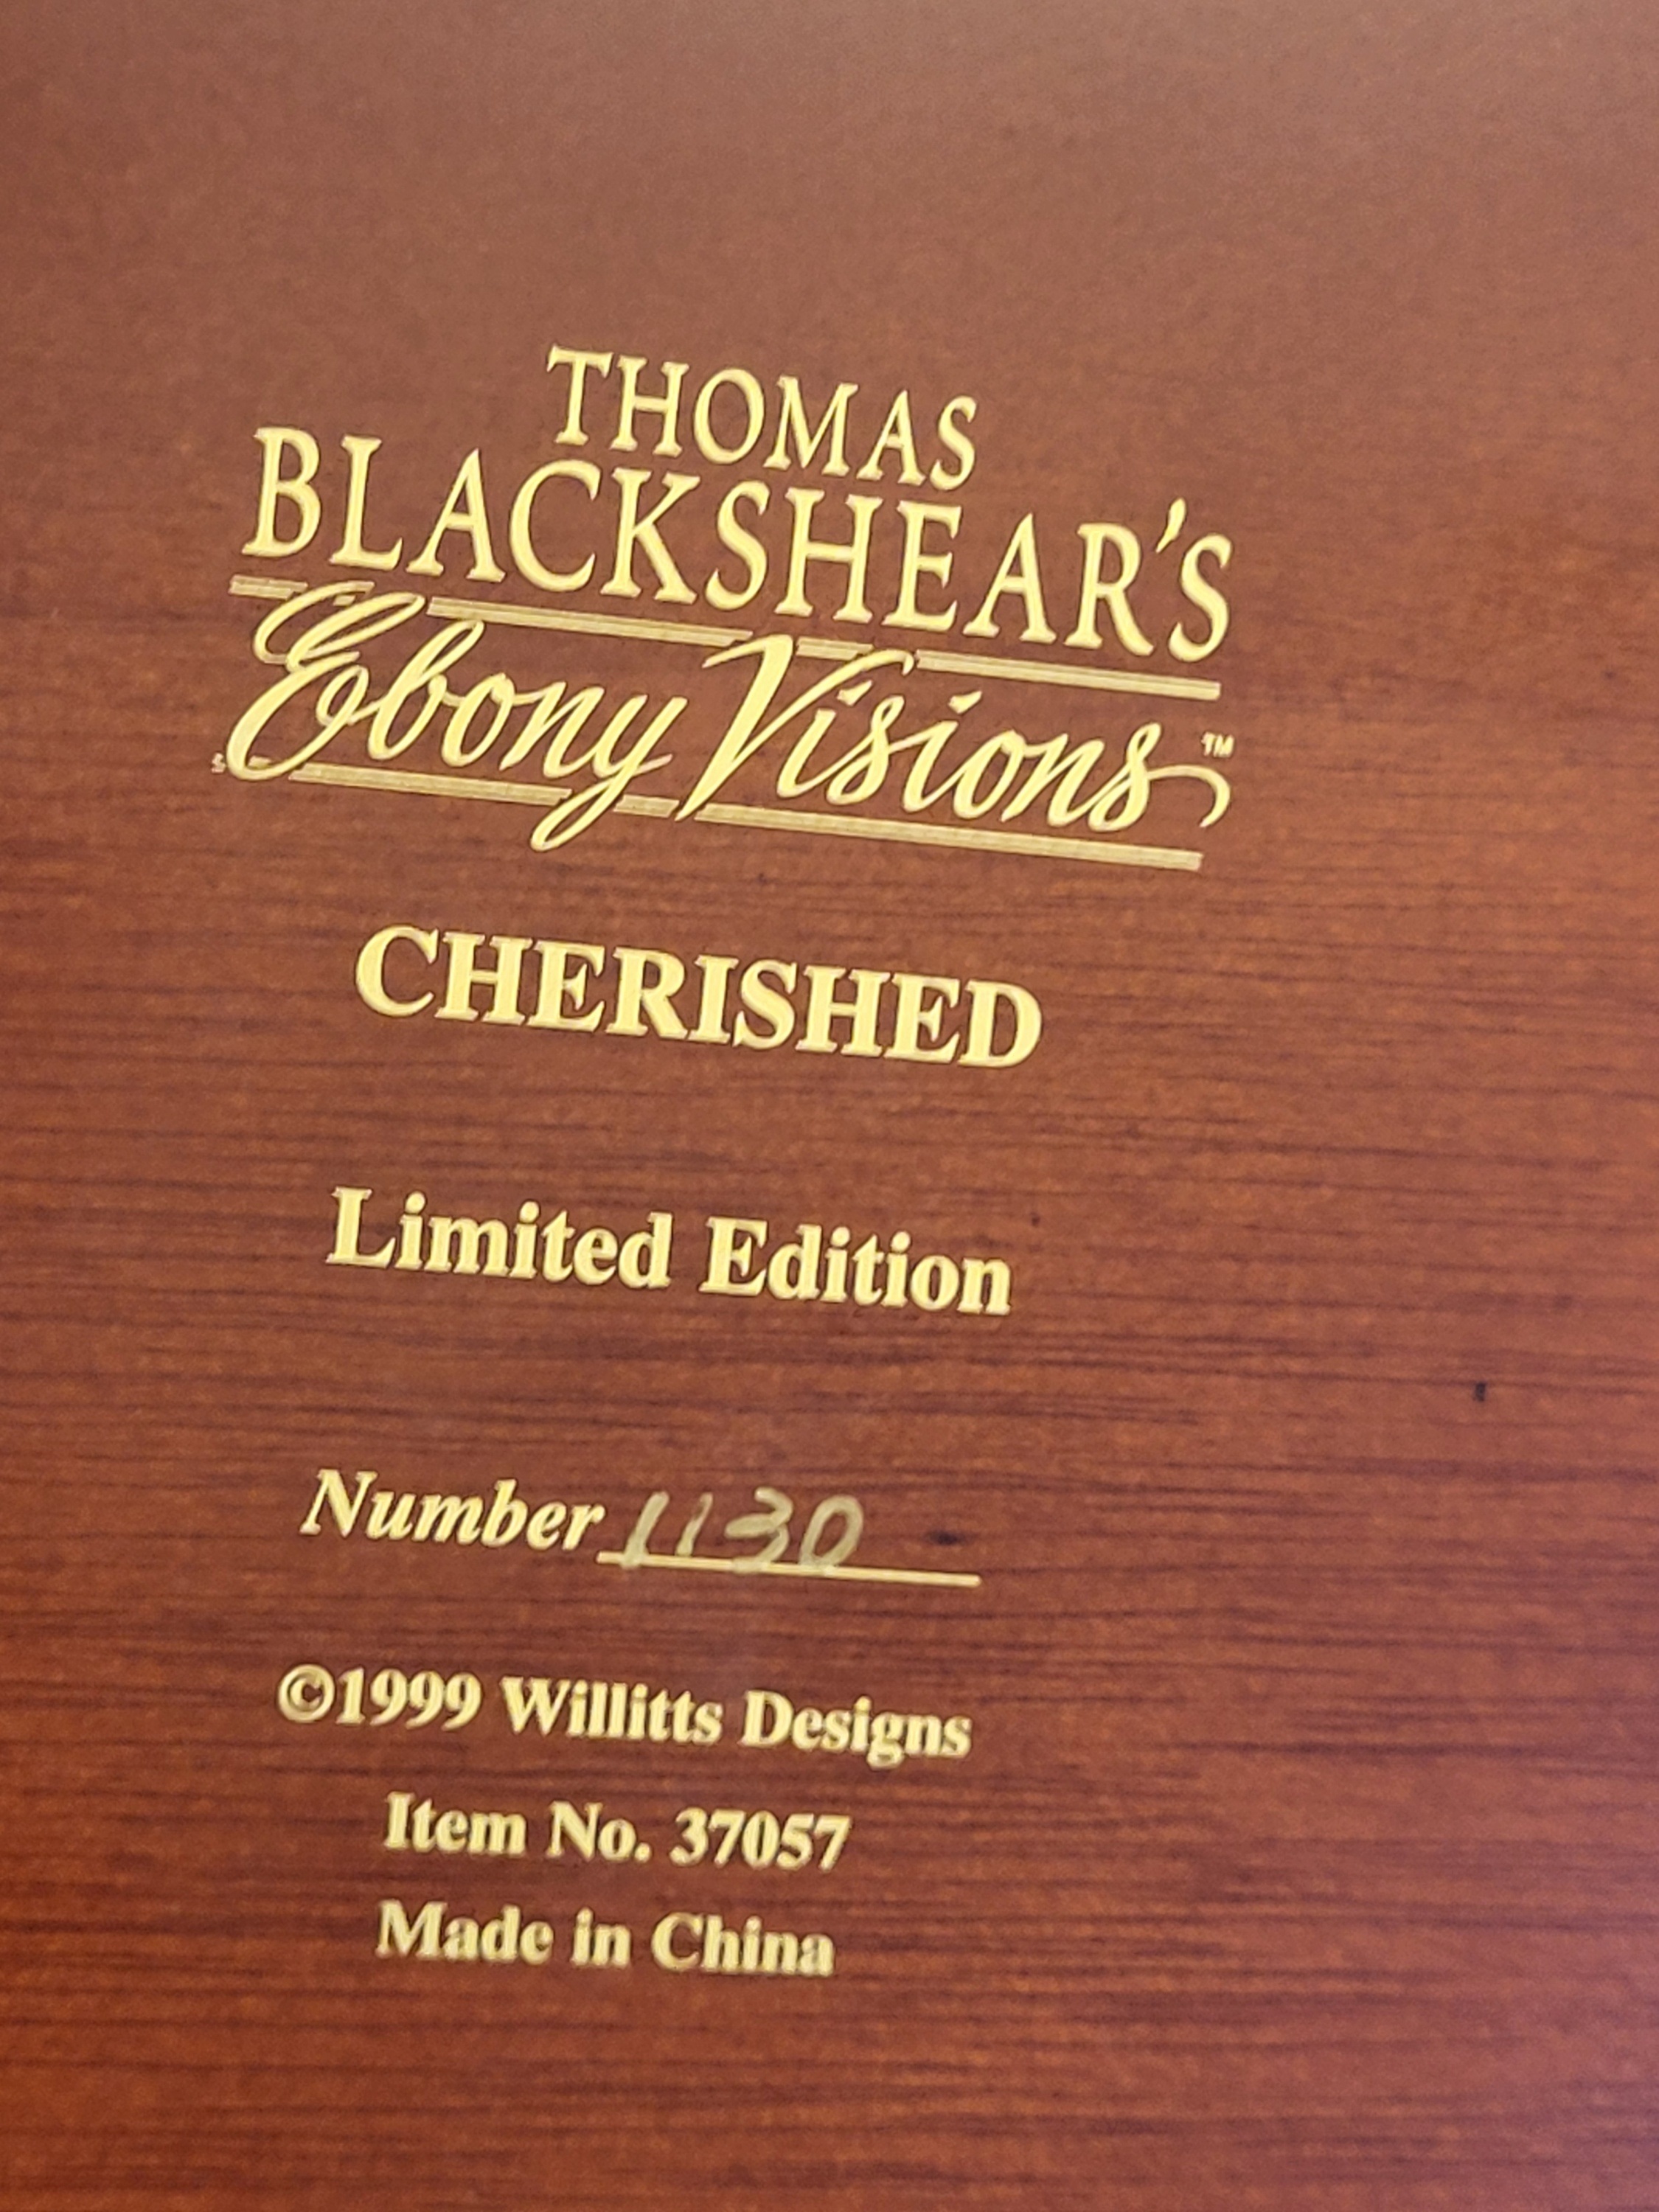 THOMAS
BLACKSHEAR'S
Ebony Visions™
CHERISHED
Limited Edition
Number 1130
©1999 Willitts Designs
Item No. 37057
Made in China